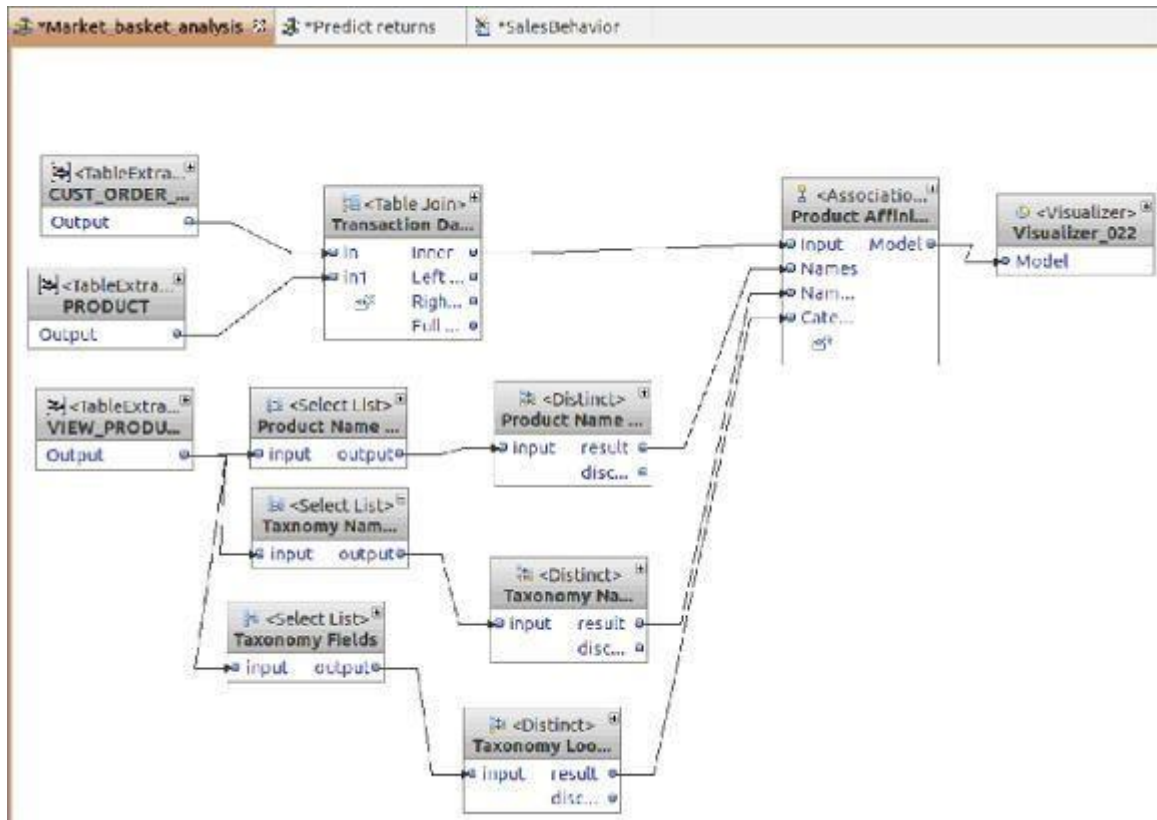 *Market_basket_analysis
*Predict returns
*SalesBehavior
<TableExtra...
CUST_ORDER_...
Output
<TableExtra...
PRODUCT
Output
<Table Join>
Transaction Da...
in Inner
in1 Left ...
Righ...
Full ...
<Associatio...
Product Affini...
Input Model
Names
Nam...
Cate...
<Visualizer>
Visualizer_022
Model
<TableExtra...
VIEW_PRODU...
Output
<Select List>
Product Name ...
input output
<Distinct>
Product Name ...
input result
disc...
<Select List>
Taxnomy Nam...
input output
<Distinct>
Taxonomy Na...
input result
disc...
<Select List>
Taxonomy Fields
input output
<Distinct>
Taxonomy Loo...
input result
disc...